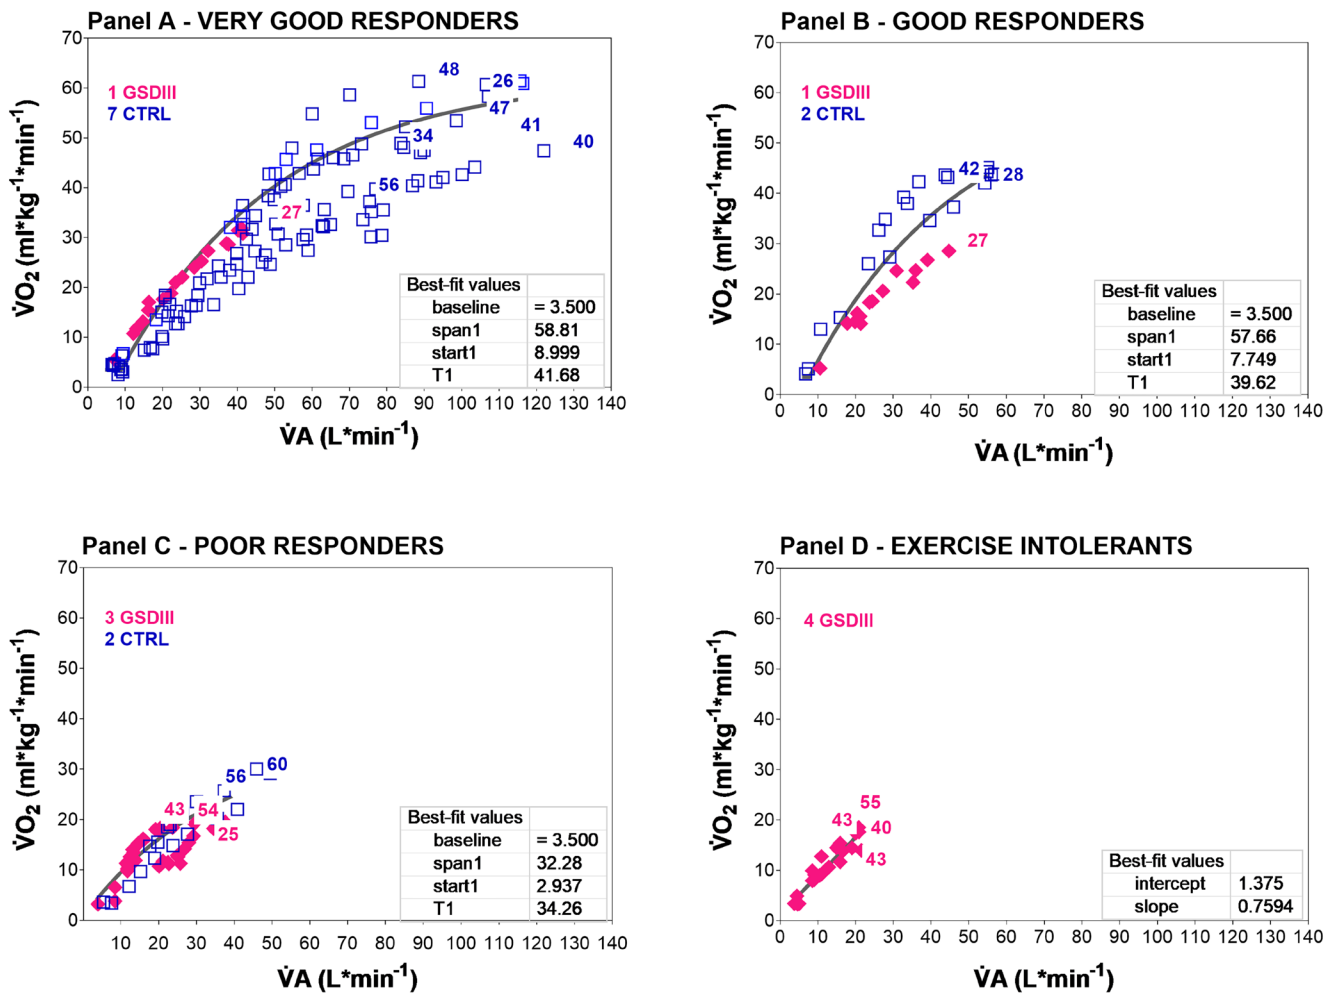 Panel A - VERY GOOD RESPONDERS
70
60
50
40
30
20
10
0
V̇O₂ (ml*kg⁻¹*min⁻¹)
1 GSDIII
7 CTRL
48
26
47
41
40
34
56
27
Best-fit values
baseline = 3.500
span1 58.81
start1 8.999
T1 41.68
0 10 20 30 40 50 60 70 80 90 100 110 120 130 140
V̇A (L*min⁻¹)
Panel B - GOOD RESPONDERS
70
60
50
40
30
20
10
0
V̇O₂ (ml*kg⁻¹*min⁻¹)
1 GSDIII
2 CTRL
42
28
27
Best-fit values
baseline = 3.500
span1 57.66
start1 7.749
T1 39.62
0 10 20 30 40 50 60 70 80 90 100 110 120 130 140
V̇A (L*min⁻¹)
Panel C - POOR RESPONDERS
70
60
50
40
30
20
10
0
V̇O₂ (ml*kg⁻¹*min⁻¹)
3 GSDIII
2 CTRL
60
56
43
54
25
Best-fit values
baseline = 3.500
span1 32.28
start1 2.937
T1 34.26
10 20 30 40 50 60 70 80 90 100 110 120 130 140
V̇A (L*min⁻¹)
Panel D - EXERCISE INTOLERANTS
70
60
50
40
30
20
10
0
V̇O₂ (ml*kg⁻¹*min⁻¹)
4 GSDIII
55
43
40
43
Best-fit values
intercept 1.375
slope 0.7594
0 10 20 30 40 50 60 70 80 90 100 110 120 130 140
V̇A (L*min⁻¹)